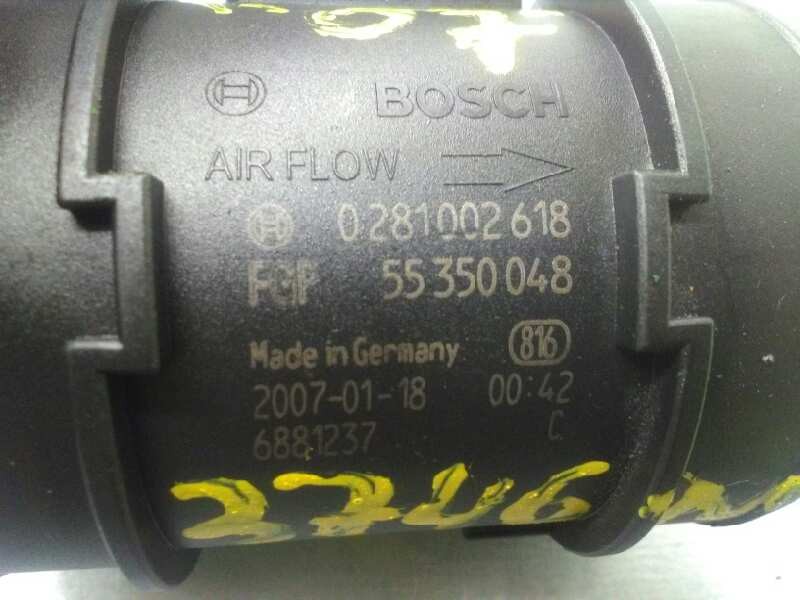 07
BOSCH
AIR FLOW
0 281 002 618
FGP 55 350 048
Made in Germany 816
2007-01-18 00:42
6881237 C